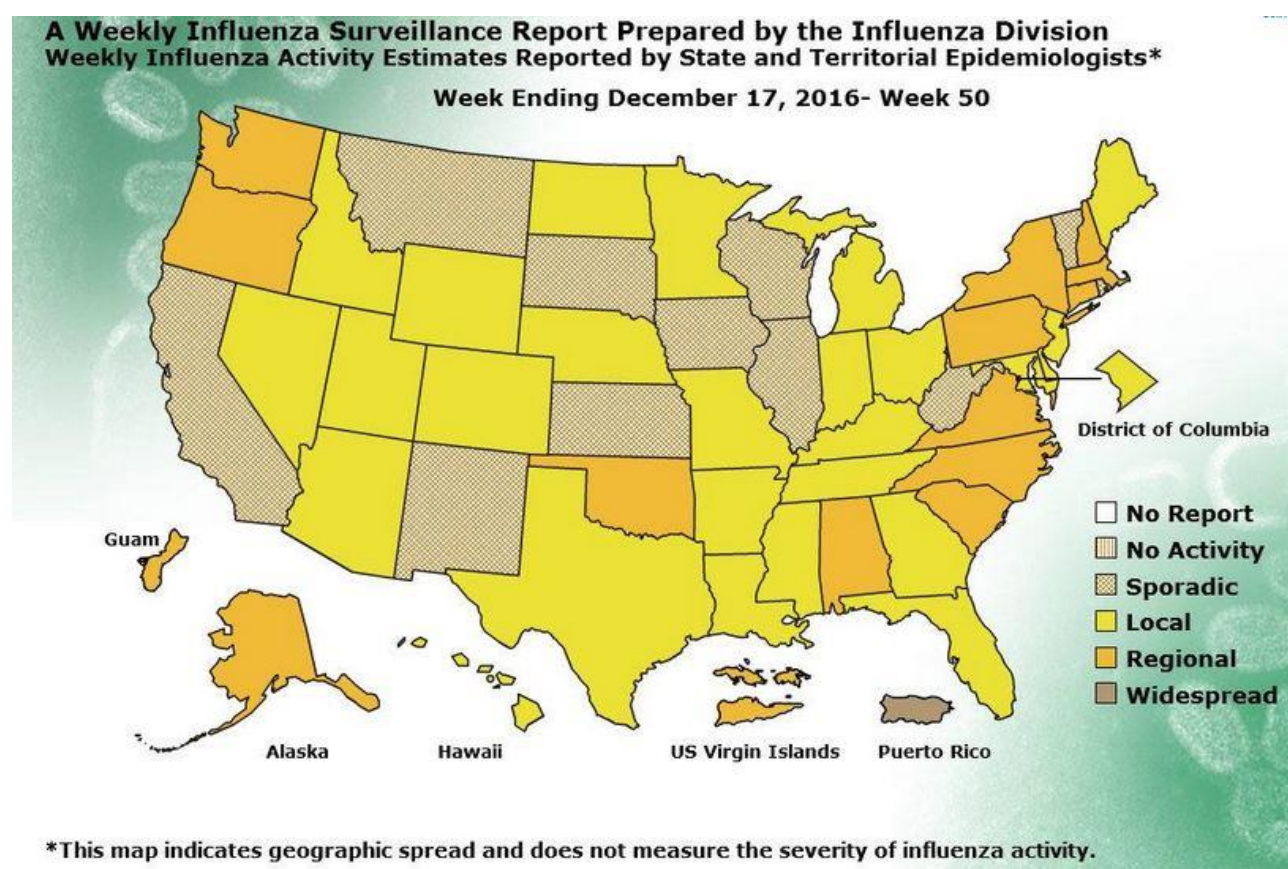 A Weekly Influenza Surveillance Report Prepared by the Influenza Division
Weekly Influenza Activity Estimates Reported by State and Territorial Epidemiologists*
Week Ending December 17, 2016- Week 50
District of Columbia
No Report
No Activity
Sporadic
Local
Regional
Widespread
Guam
Alaska
Hawaii
US Virgin Islands
Puerto Rico
*This map indicates geographic spread and does not measure the severity of influenza activity.